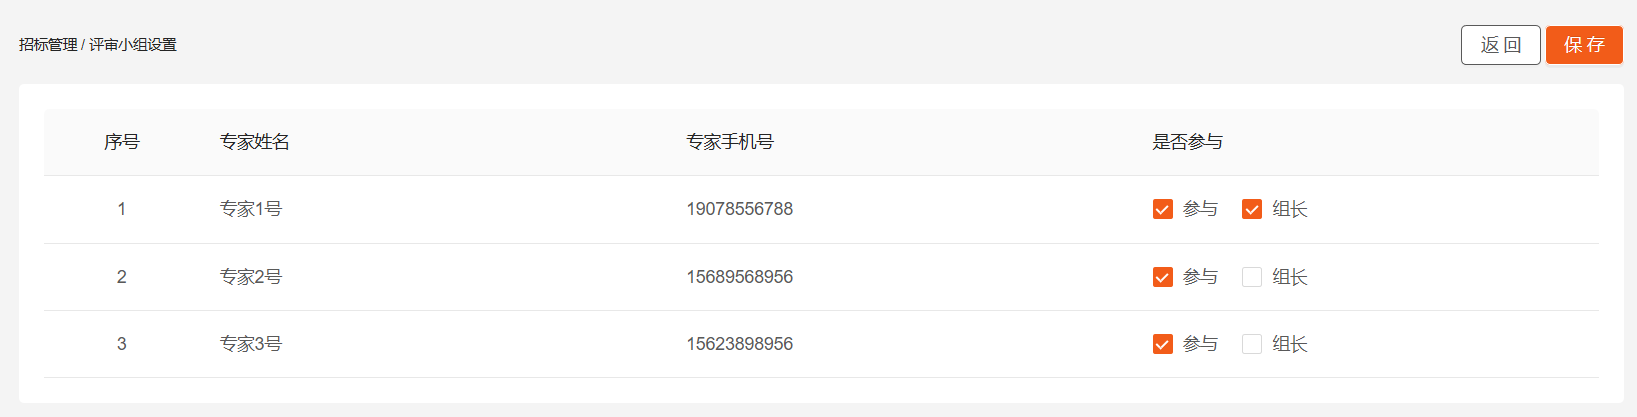 招标管理 / 评审小组设置
返 回 保 存
序号 专家姓名 专家手机号 是否参与
1 专家1号 19078556788 参与 组长
2 专家2号 15689568956 参与 组长
3 专家3号 15623898956 参与 组长